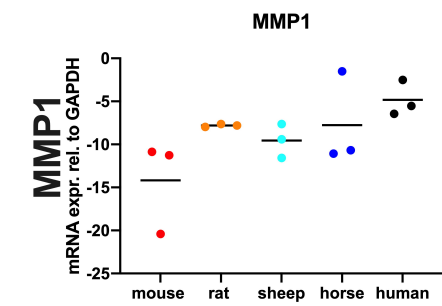 MMP1
MMP1
mRNA expr. rel. to GAPDH
0
-5
-10
-15
-20
-25
mouse rat sheep horse human